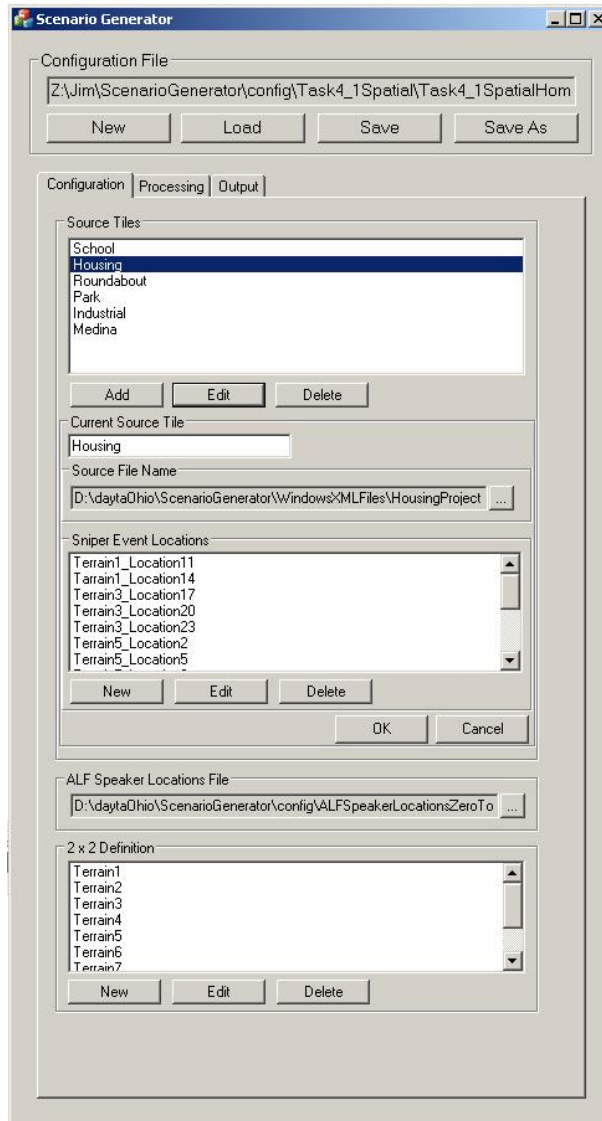 Scenario Generator
Configuration File
Z:\Jim\ScenarioGenerator\config\Task4_1Spatial\Task4_1SpatialHom
New Load Save Save As
Configuration Processing Output
Source Tiles
School
Housing
Roundabout
Park
Industrial
Medina
Add Edit Delete
Current Source Tile
Housing
Source File Name
D:\daytaOhio\ScenarioGenerator\WindowsXMLFiles\HousingProject ...
Sniper Event Locations
Terrain1_Location11
Tarrain1_Location14
Terrain3_Location17
Terrain3_Location20
Terrain3_Location23
Terrain5_Location2
Terrain5_Location5
New Edit Delete
OK Cancel
ALF Speaker Locations File
D:\daytaOhio\ScenarioGenerator\config\ALFSpeakerLocationsZeroTo ...
2 x 2 Definition
Terrain1
Terrain2
Terrain3
Terrain4
Terrain5
Terrain6
Terrain7
New Edit Delete